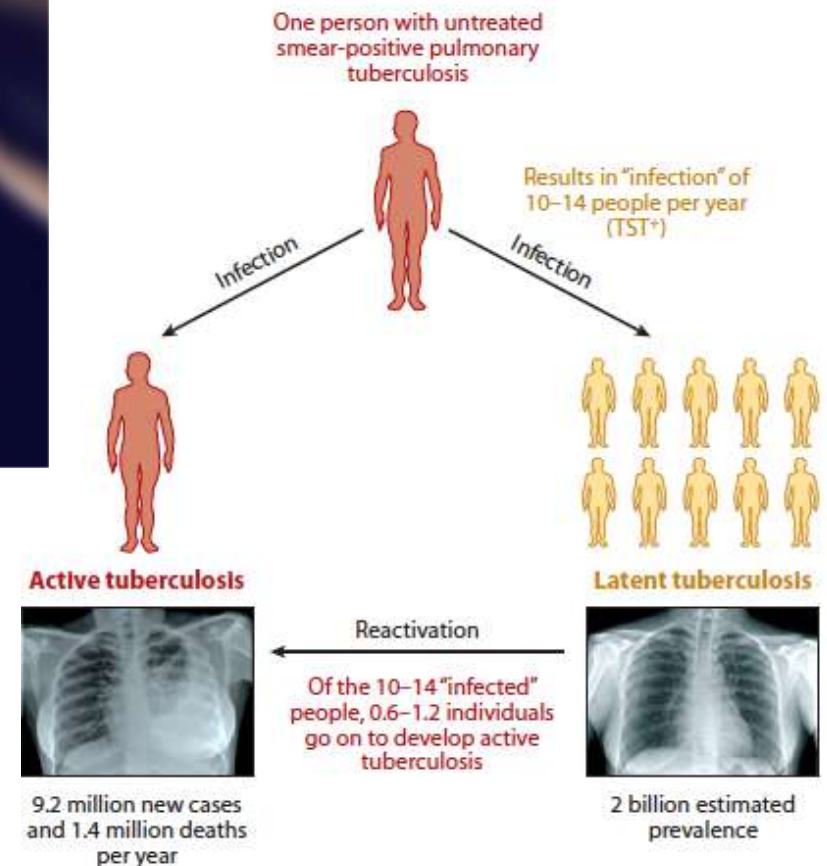 One person with untreated
smear-positive pulmonary
tuberculosis
Results in "infection" of
10–14 people per year
(TST+)
Infection
Infection
Active tuberculosis
Latent tuberculosis
Reactivation
Of the 10–14 "infected"
people, 0.6–1.2 individuals
go on to develop active
tuberculosis
9.2 million new cases
and 1.4 million deaths
per year
2 billion estimated
prevalence